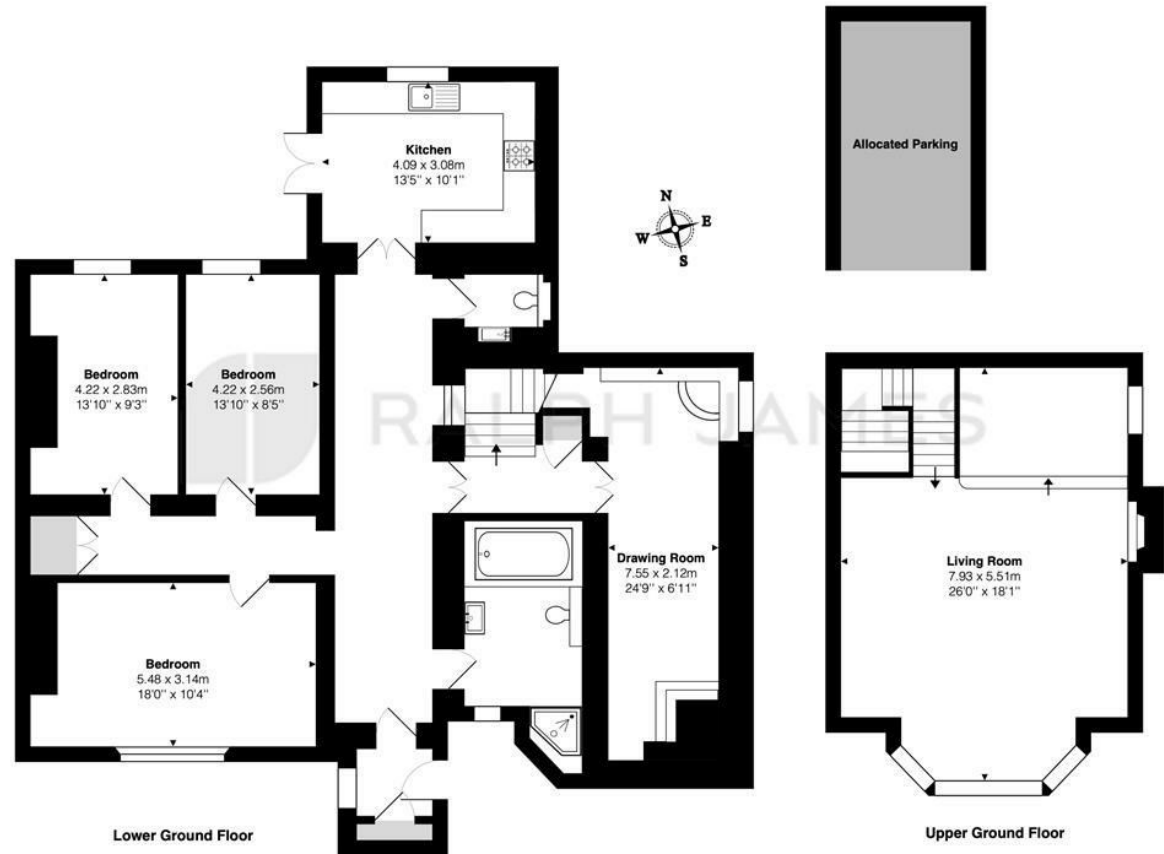 Kitchen
4.09 x 3.08m
13'5'' x 10'1''
Allocated Parking
N
E
W
S
Bedroom
4.22 x 2.83m
13'10'' x 9'3''
Bedroom
4.22 x 2.56m
13'10'' x 8'5''
RALPH JAMES
Drawing Room
7.55 x 2.12m
24'9'' x 6'11''
Living Room
7.93 x 5.51m
26'0'' x 18'1''
Bedroom
5.48 x 3.14m
18'0'' x 10'4''
Lower Ground Floor
Upper Ground Floor